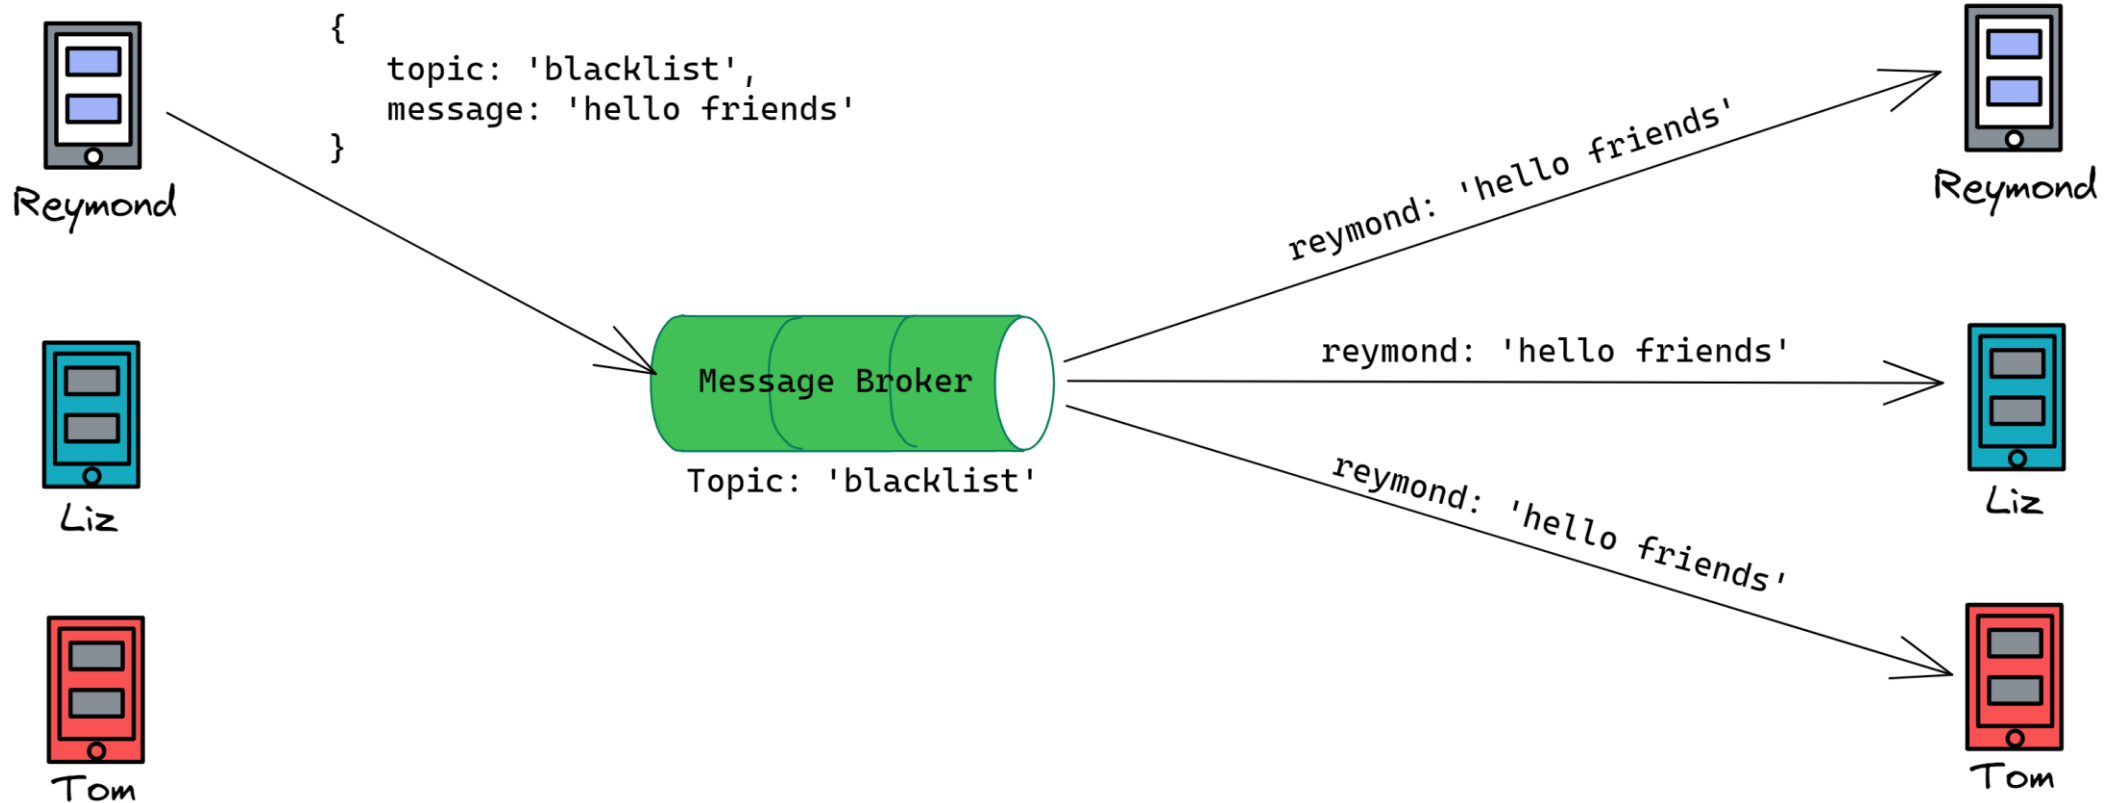 {
topic: 'blacklist',
message: 'hello friends'
}
Reymond
Liz
Tom
Message Broker
Topic: 'blacklist'
reymond: 'hello friends'
reymond: 'hello friends'
reymond: 'hello friends'
Reymond
Liz
Tom